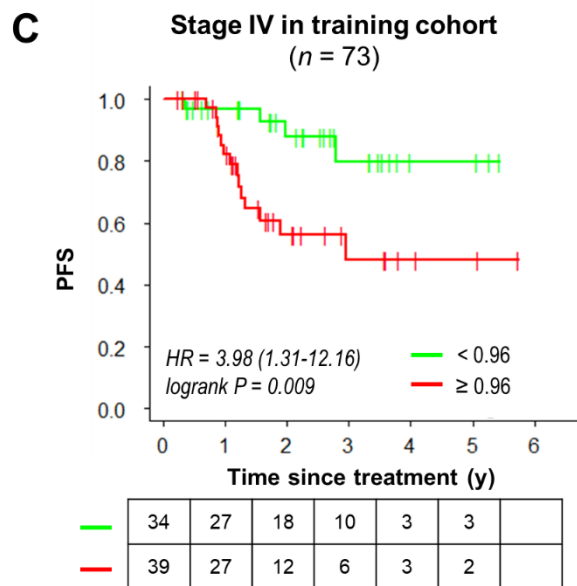 C
Stage IV in training cohort
(n = 73)
1.0
0.8
0.6
0.4
0.2
0.0
PFS
HR = 3.98 (1.31-12.16)
logrank P = 0.009
< 0.96
≥ 0.96
0 1 2 3 4 5 6
Time since treatment (y)
34 27 18 10 3 3
39 27 12 6 3 2